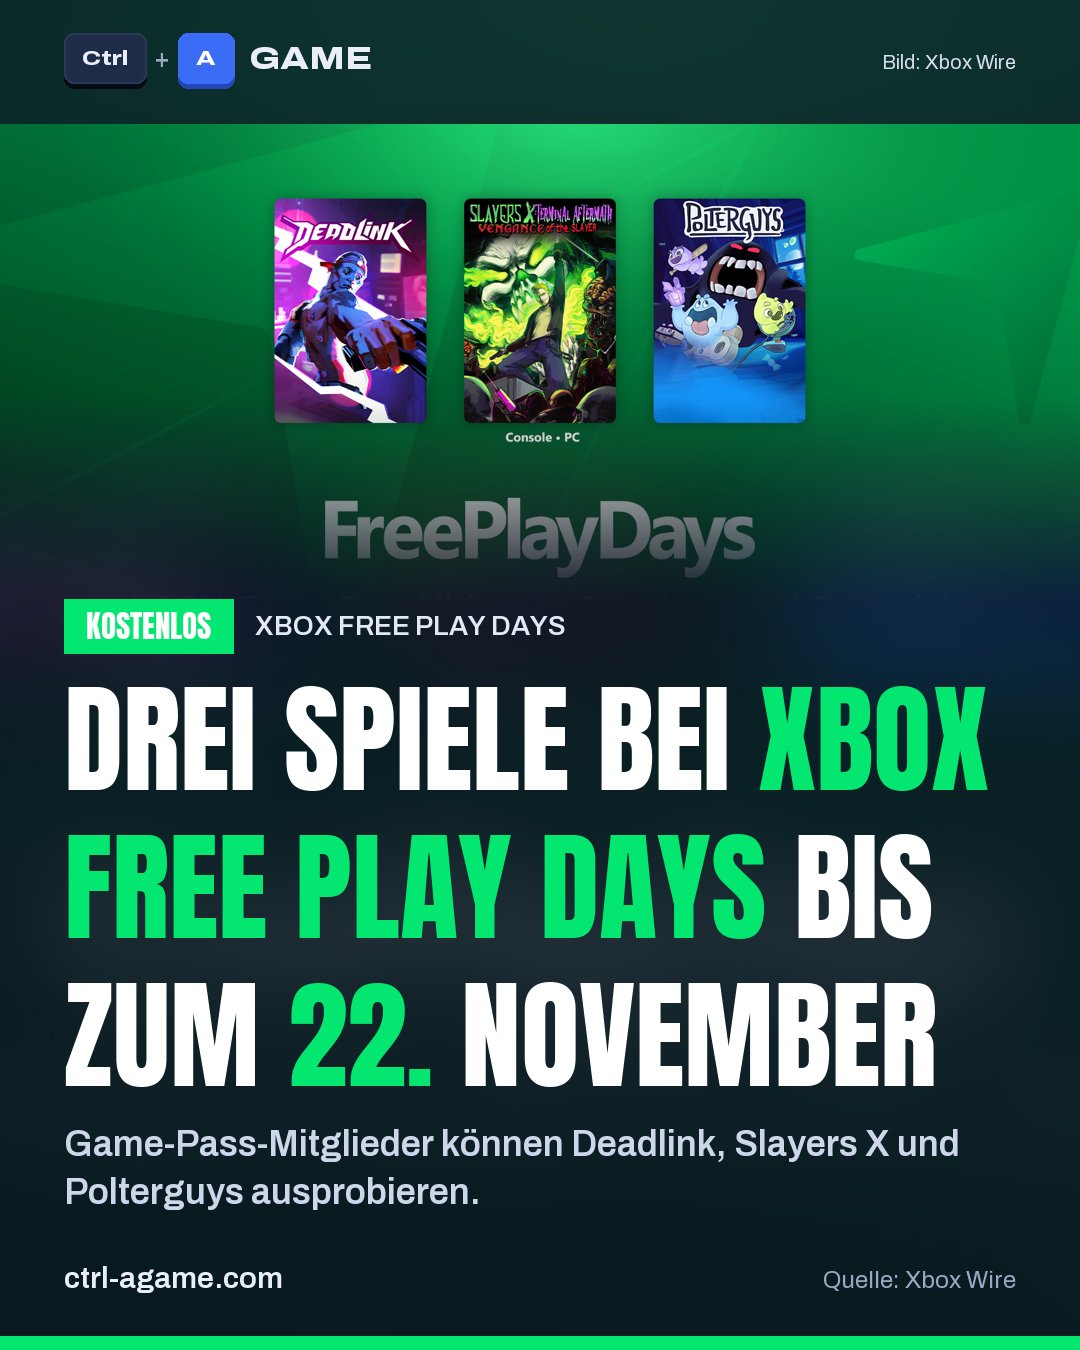 Ctrl + A GAME
Bild: Xbox Wire
DEADLINK
SLAYERS X: TERMINAL AFTERMATH
VENGANCE of the SLAYER
POLTERGUYS
Console • PC
FreePlayDays
KOSTENLOS
XBOX FREE PLAY DAYS
DREI SPIELE BEI XBOX
FREE PLAY DAYS BIS
ZUM 22. NOVEMBER
Game-Pass-Mitglieder können Deadlink, Slayers X und
Polterguys ausprobieren.
ctrl-agame.com
Quelle: Xbox Wire